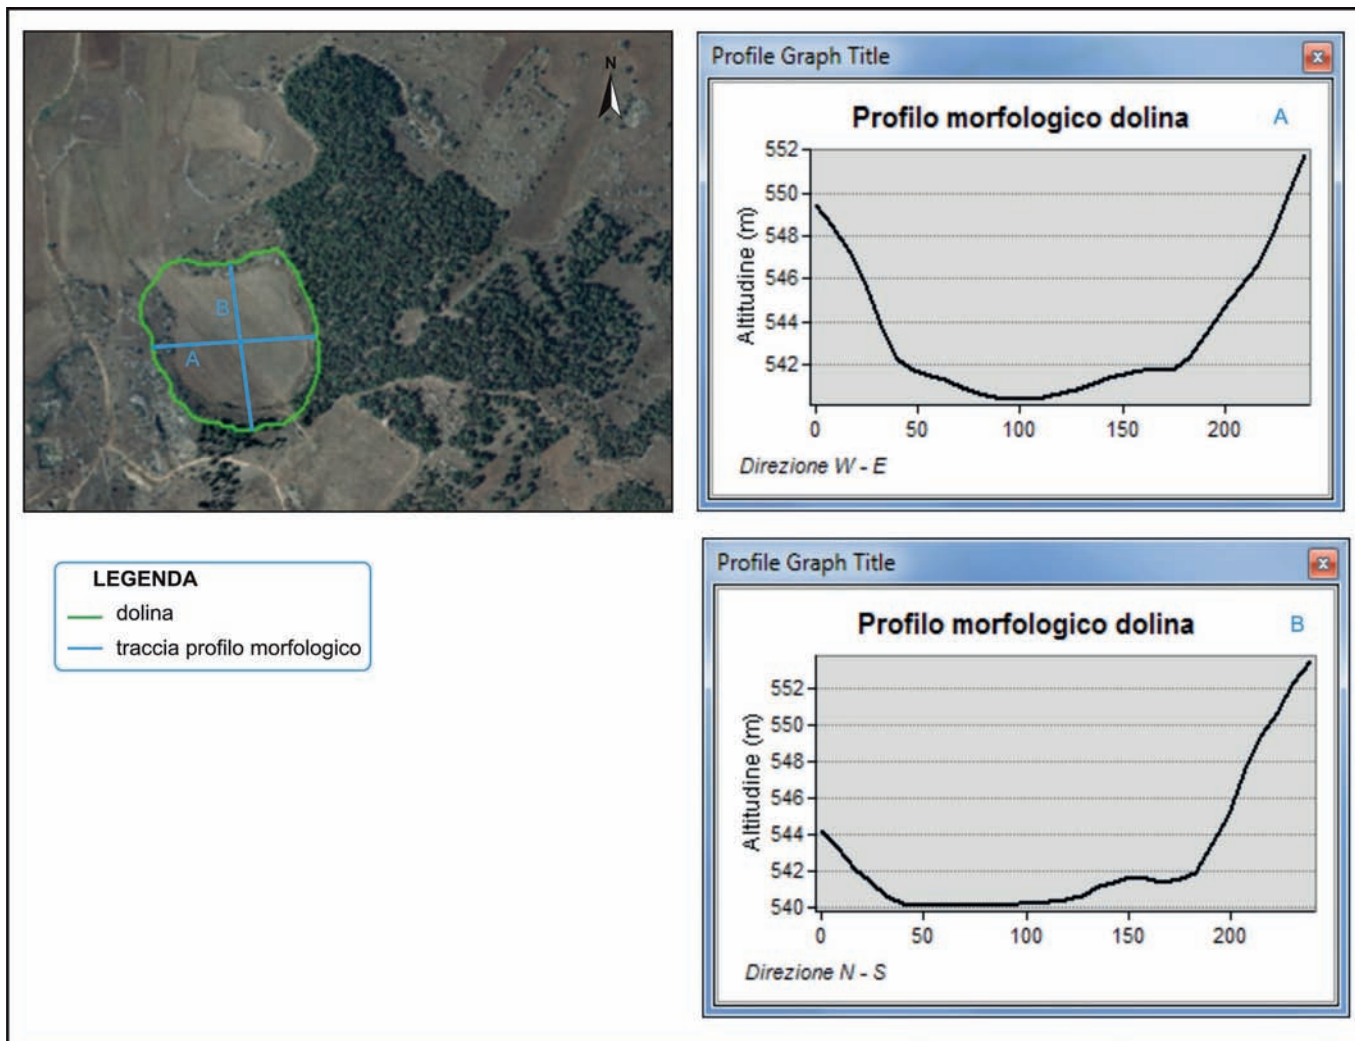 N
B
A
LEGENDA
dolina
traccia profilo morfologico
Profile Graph Title
x
Profilo morfologico dolina A
Altitudine (m)
552
550
548
546
544
542
0 50 100 150 200
Direzione W - E
Profile Graph Title
x
Profilo morfologico dolina B
Altitudine (m)
552
550
548
546
544
542
540
0 50 100 150 200
Direzione N - S